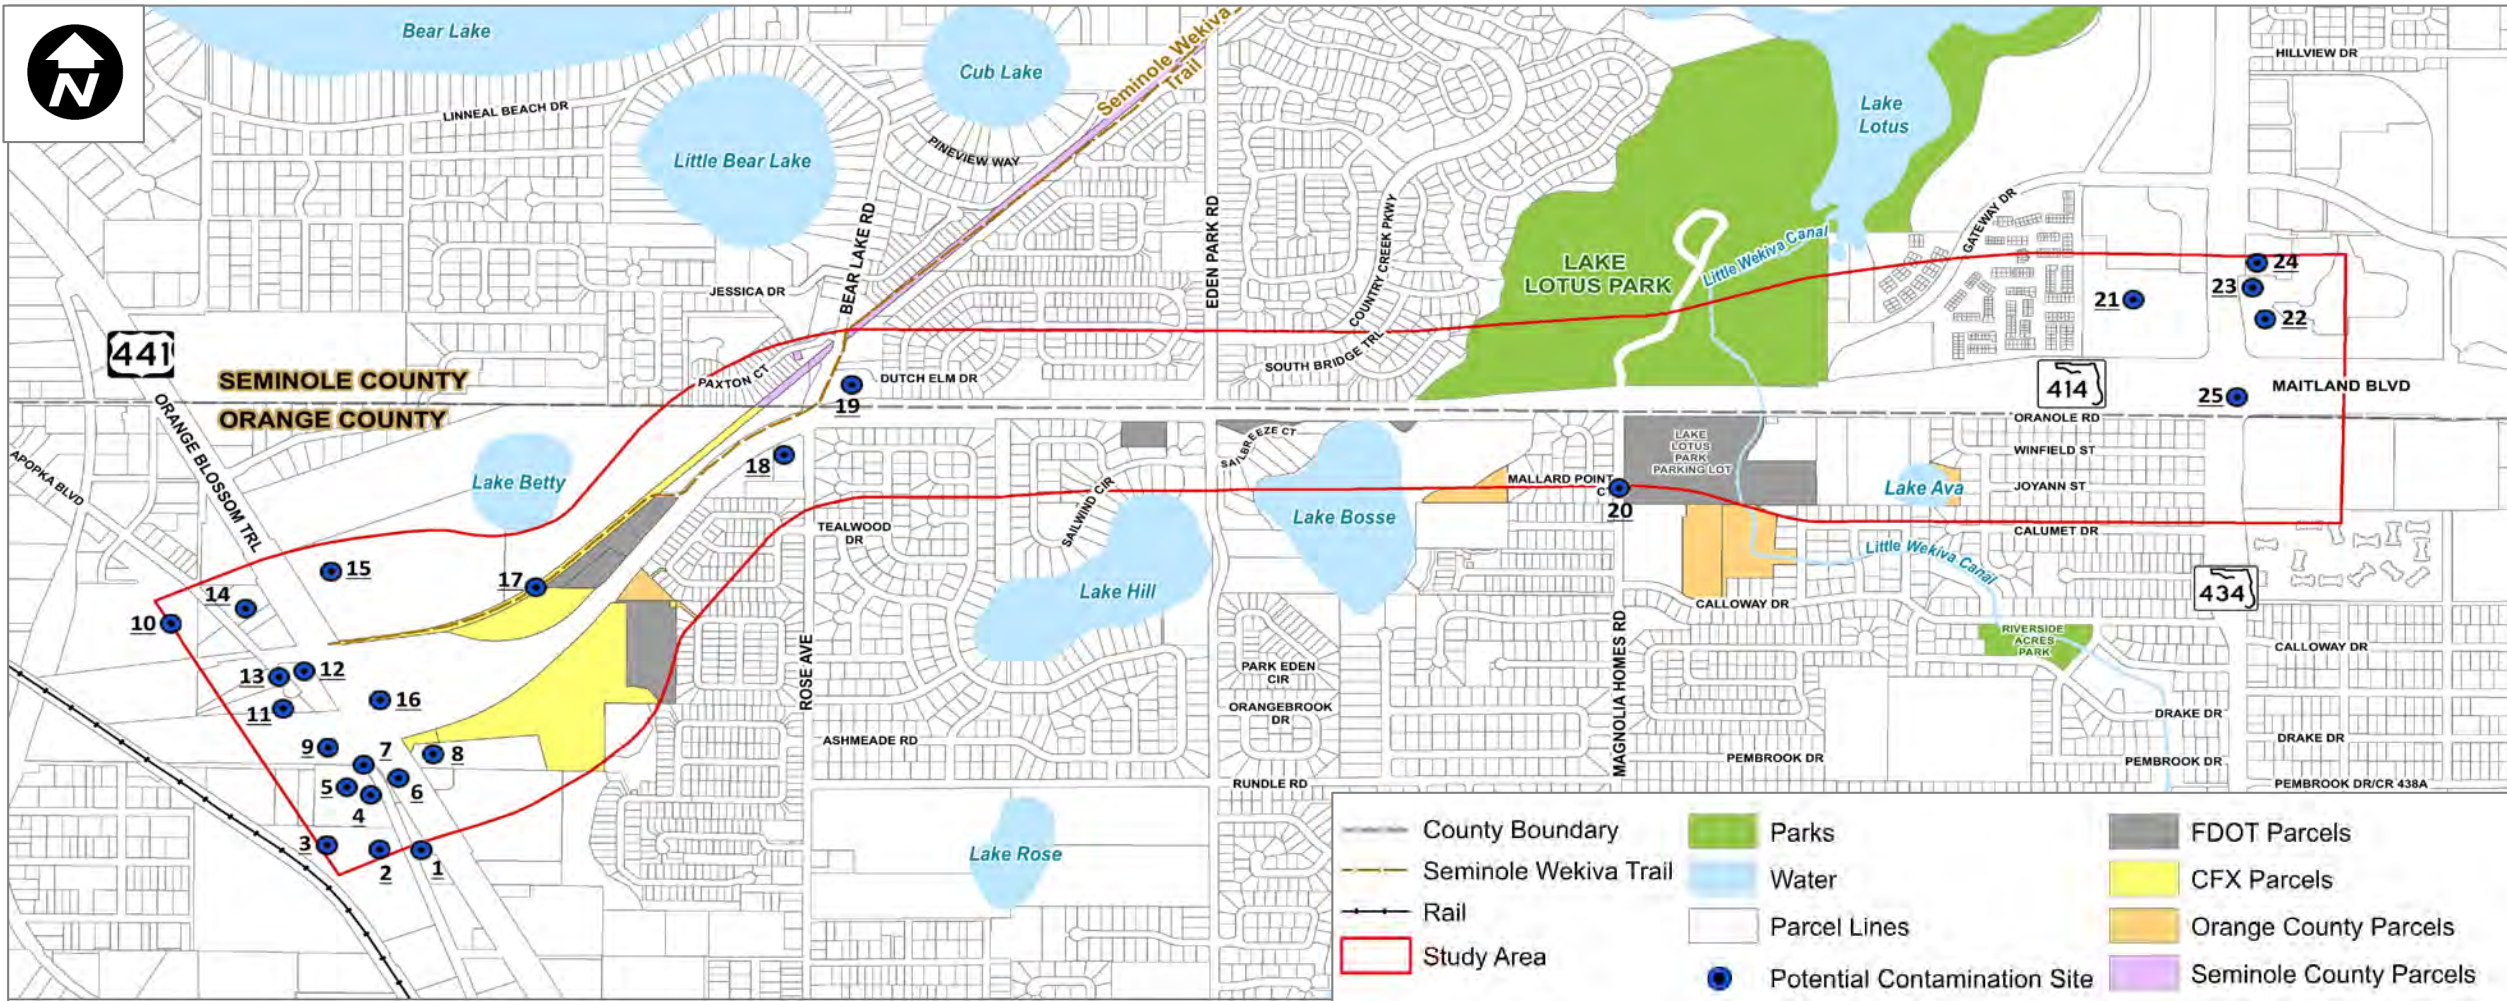 N
Bear Lake
Cub Lake
Seminole Wekiva
Trail
HILLVIEW DR
LINNEAL BEACH DR
Lake
Lotus
PINEVIEW WAY
Little Bear Lake
EDEN PARK RD
COUNTRY CREEK PKWY
GATEWAY DR
BEAR LAKE RD
Little Wekiva Canal
LAKE
LOTUS PARK
JESSICA DR
24
23
21
22
441
SOUTH BRIDGE TRL
SEMINOLE COUNTY
PAXTON CT
DUTCH ELM DR
19
414
MAITLAND BLVD
25
ORANGE COUNTY
ORANGE BLOSSOM TRL
ORANOLE RD
SAILBREEZE CT
LAKE
LOTUS
PARK
PARKING LOT
WINFIELD ST
APOPKA BLVD
18
Lake Betty
MALLARD POINT
CT
20
Lake Ava
JOYANN ST
SAILWIND CIR
Lake Bosse
TEALWOOD
DR
CALUMET DR
Little Wekiva Canal
15
17
Lake Hill
434
14
10
CALLOWAY DR
RIVERSIDE
ACRES
PARK
CALLOWAY DR
ROSE AVE
MAGNOLIA HOMES RD
PARK EDEN
CIR
13
12
16
11
ORANGEBROOK
DR
DRAKE DR
DRAKE DR
9
7
8
ASHMEADE RD
PEMBROOK DR
PEMBROOK DR
5
6
4
RUNDLE RD
PEMBROOK DR/CR 438A
3
2
1
Lake Rose
County Boundary
Seminole Wekiva Trail
Rail
Study Area
Parks
Water
Parcel Lines
Potential Contamination Site
FDOT Parcels
CFX Parcels
Orange County Parcels
Seminole County Parcels